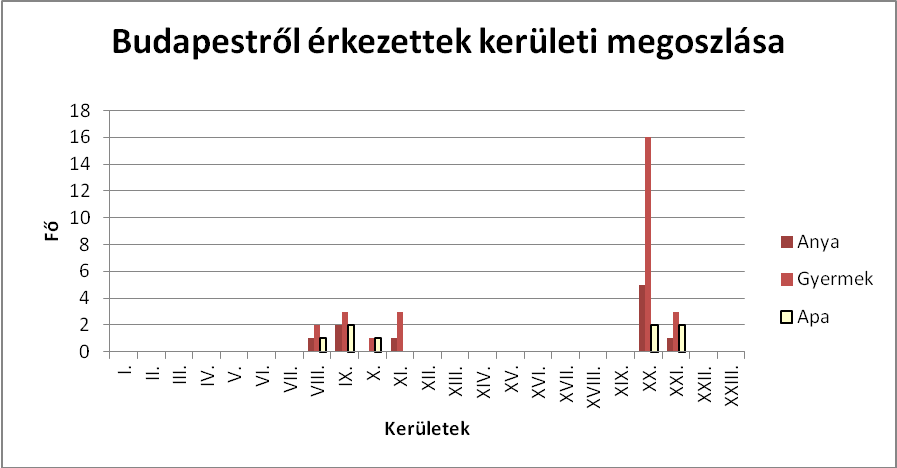 Budapestről érkezettek kerületi megoszlása
18
16
14
12
10
8
6
4
2
0
Fő
I.
II.
III.
IV.
V.
VI.
VII.
VIII.
IX.
X.
XI.
XII.
XIII.
XIV.
XV.
XVI.
XVII.
XVIII.
XIX.
XX.
XXI.
XXII.
XXIII.
Kerületek
Anya
Gyermek
Apa